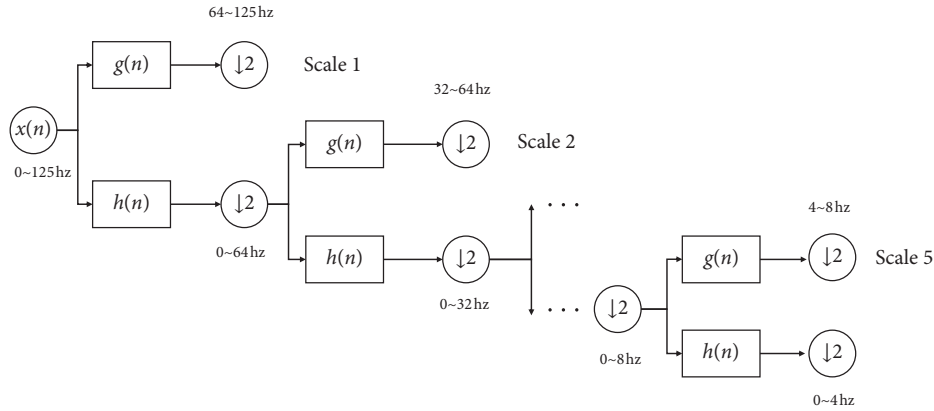 64~125hz
g(n)
↓2
Scale 1
x(n)
0~125hz
h(n)
↓2
0~64hz
32~64hz
g(n)
↓2
Scale 2
h(n)
↓2
0~32hz
• • •
• • •
↓2
0~8hz
4~8hz
g(n)
↓2
Scale 5
h(n)
↓2
0~4hz